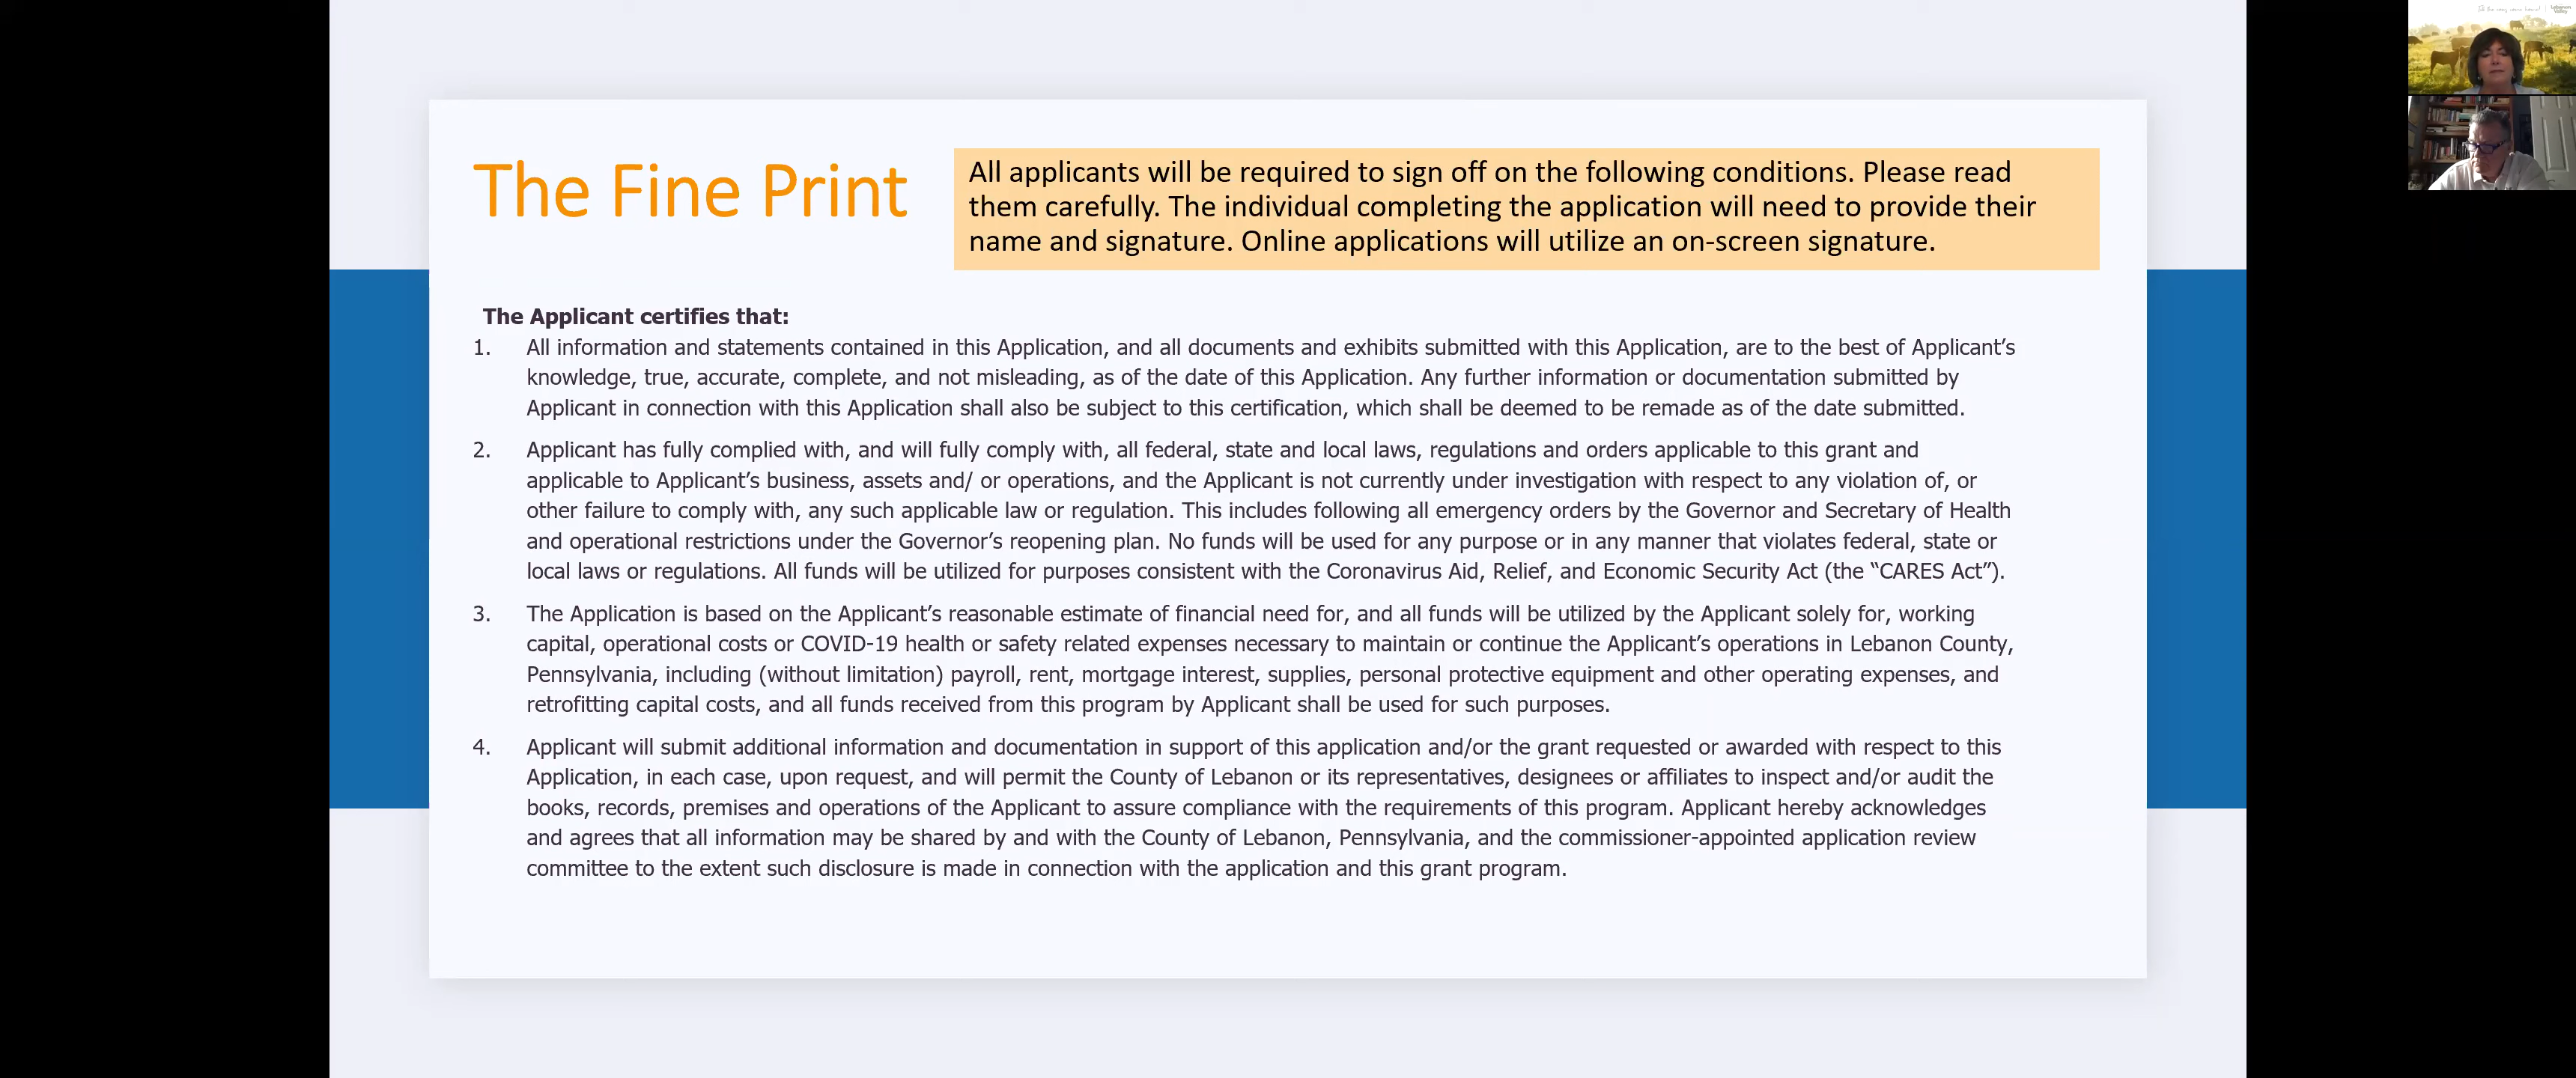 The Fine Print
All applicants will be required to sign off on the following conditions. Please read
them carefully. The individual completing the application will need to provide their
name and signature. Online applications will utilize an on-screen signature.
The Applicant certifies that:
1. All information and statements contained in this Application, and all documents and exhibits submitted with this Application, are to the best of Applicant’s
knowledge, true, accurate, complete, and not misleading, as of the date of this Application. Any further information or documentation submitted by
Applicant in connection with this Application shall also be subject to this certification, which shall be deemed to be remade as of the date submitted.
2. Applicant has fully complied with, and will fully comply with, all federal, state and local laws, regulations and orders applicable to this grant and
applicable to Applicant’s business, assets and/ or operations, and the Applicant is not currently under investigation with respect to any violation of, or
other failure to comply with, any such applicable law or regulation. This includes following all emergency orders by the Governor and Secretary of Health
and operational restrictions under the Governor’s reopening plan. No funds will be used for any purpose or in any manner that violates federal, state or
local laws or regulations. All funds will be utilized for purposes consistent with the Coronavirus Aid, Relief, and Economic Security Act (the “CARES Act”).
3. The Application is based on the Applicant’s reasonable estimate of financial need for, and all funds will be utilized by the Applicant solely for, working
capital, operational costs or COVID-19 health or safety related expenses necessary to maintain or continue the Applicant’s operations in Lebanon County,
Pennsylvania, including (without limitation) payroll, rent, mortgage interest, supplies, personal protective equipment and other operating expenses, and
retrofitting capital costs, and all funds received from this program by Applicant shall be used for such purposes.
4. Applicant will submit additional information and documentation in support of this application and/or the grant requested or awarded with respect to this
Application, in each case, upon request, and will permit the County of Lebanon or its representatives, designees or affiliates to inspect and/or audit the
books, records, premises and operations of the Applicant to assure compliance with the requirements of this program. Applicant hereby acknowledges
and agrees that all information may be shared by and with the County of Lebanon, Pennsylvania, and the commissioner-appointed application review
committee to the extent such disclosure is made in connection with the application and this grant program.
Lebanon
Valley